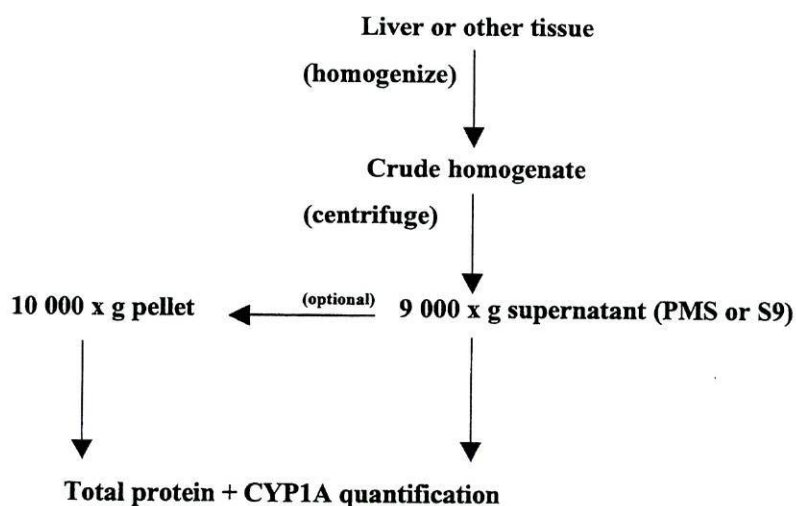 Liver or other tissue
(homogenize)
Crude homogenate
(centrifuge)
10 000 x g pellet
(optional)
9 000 x g supernatant (PMS or S9)
Total protein + CYP1A quantification